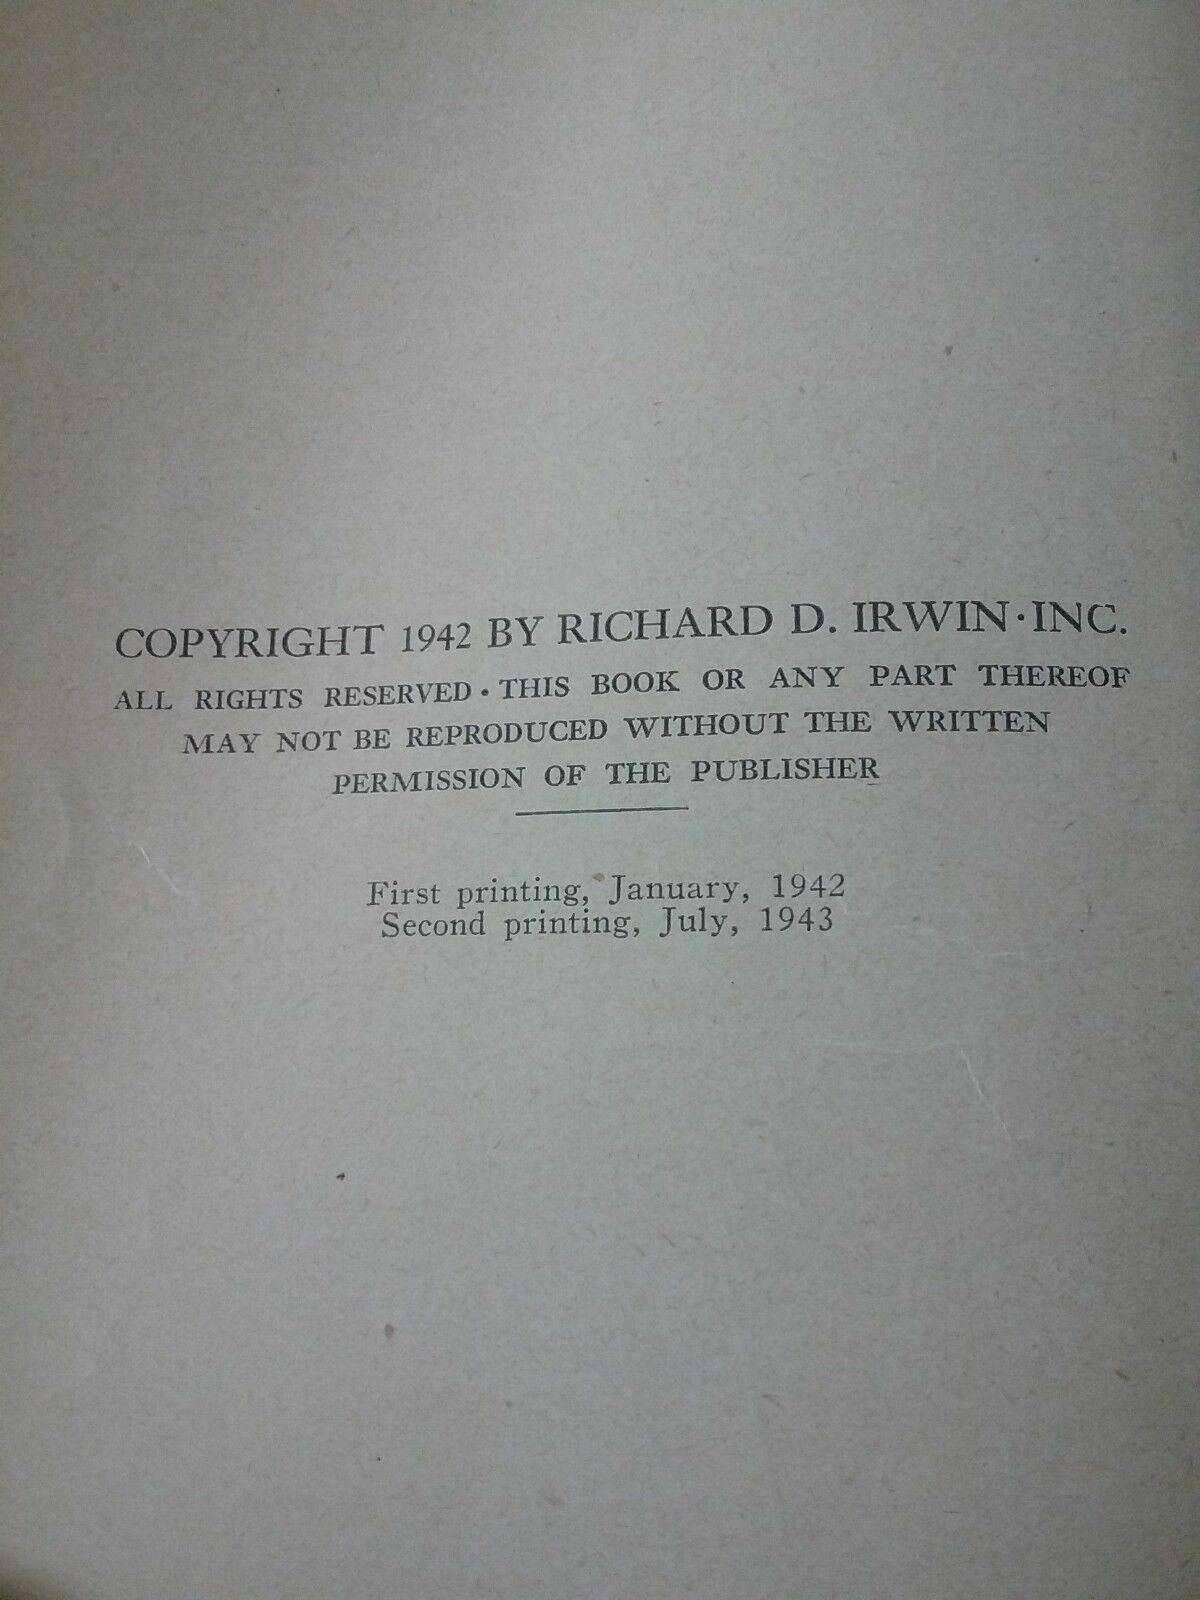 COPYRIGHT 1942 BY RICHARD D. IRWIN · INC.
ALL RIGHTS RESERVED · THIS BOOK OR ANY PART THEREOF
MAY NOT BE REPRODUCED WITHOUT THE WRITTEN
PERMISSION OF THE PUBLISHER
First printing, January, 1942
Second printing, July, 1943